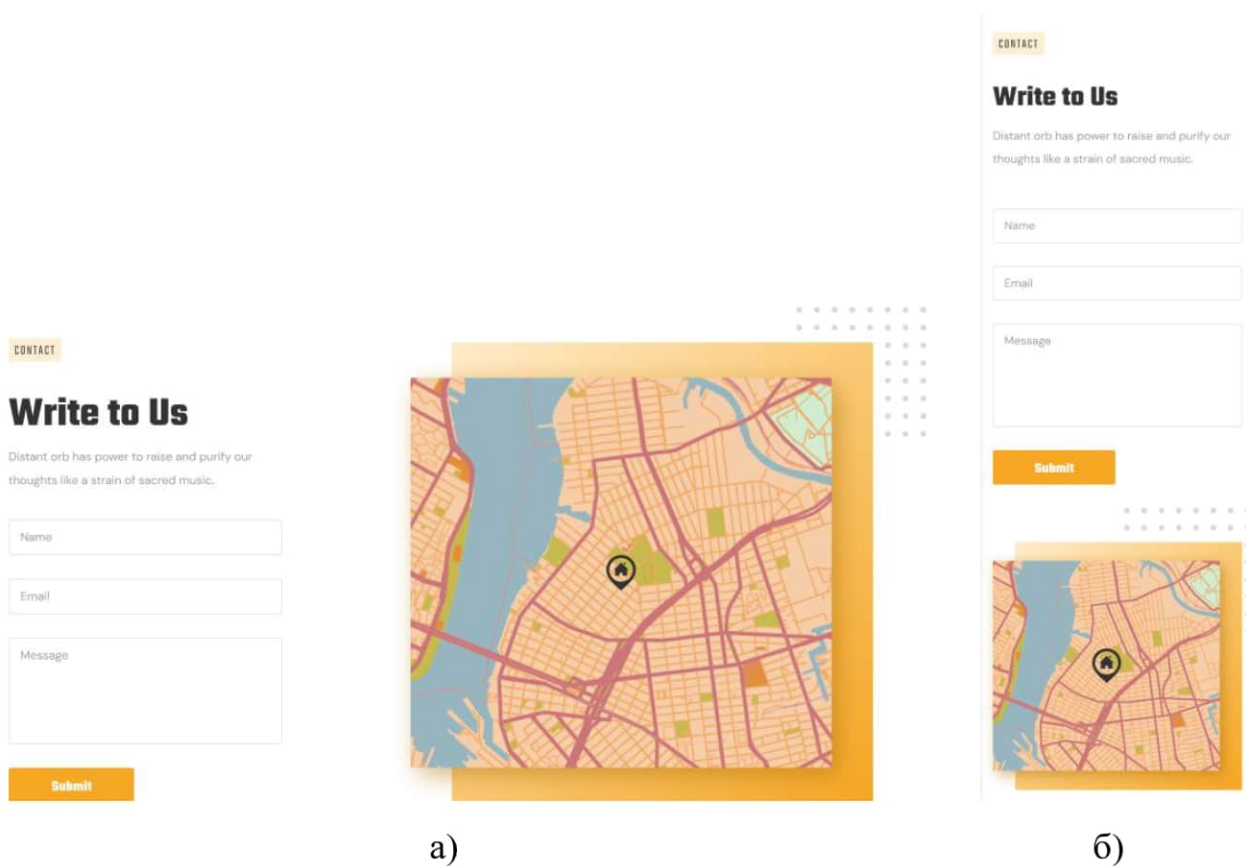 CONTACT
Write to Us
Distant orb has power to raise and purify our
thoughts like a strain of sacred music.
Name
Email
Message
Submit
а)
CONTACT
Write to Us
Distant orb has power to raise and purify our
thoughts like a strain of sacred music.
Name
Email
Message
Submit
б)